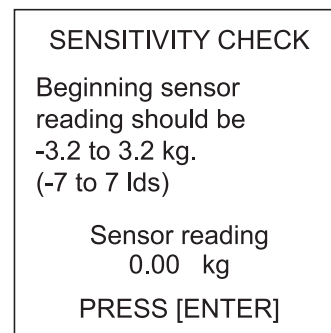 SENSITIVITY CHECK
Beginning sensor
reading should be
-3.2 to 3.2 kg.
(-7 to 7 lds)
Sensor reading
0.00 kg
PRESS [ENTER]